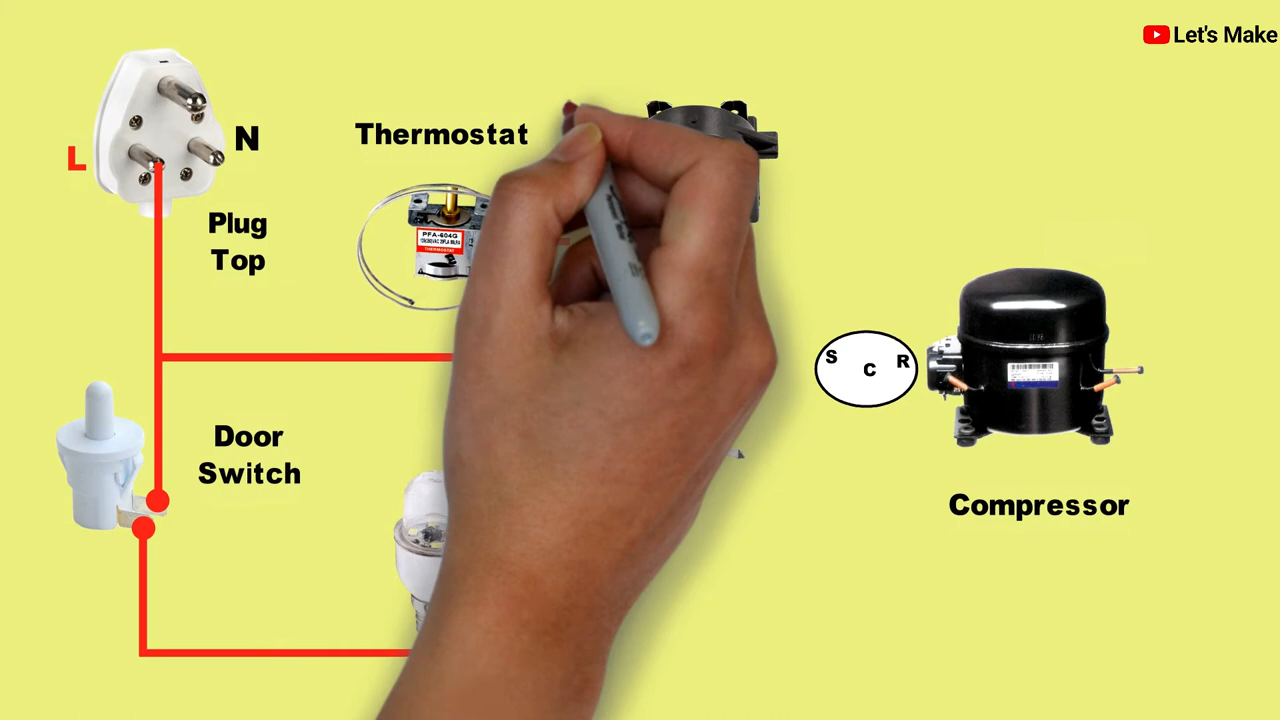 Let's Make
L
N
Thermostat
Plug
Top
PFA-604G
THERMOSTAT
S
C
R
Door
Switch
Compressor